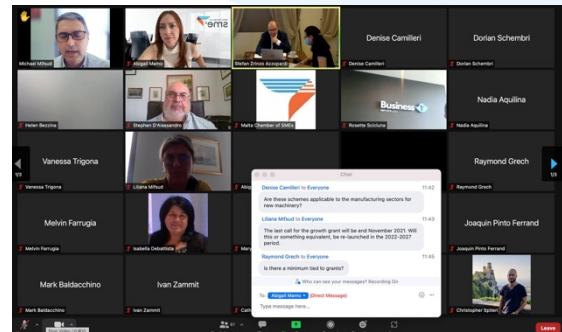 Michael Mifsud
Abigail Mamo
Stefan Zrinzo Azzopardi
Denise Camilleri
Denise Camilleri
Dorian Schembri
Dorian Schembri
Helen Bezzina
Stephen D'Alessandro
Malta Chamber of SMEs
Business
Rosette Scicluna
Nadia Aquilina
Nadia Aquilina
1/3
Vanessa Trigona
Vanessa Trigona
Liliana Mifsud
Abig
Raymond Grech
Raymond Grech
1/3
Melvin Farrugia
Melvin Farrugia
Isabella Debattista
Mary
Joaquin Pinto Ferrand
Joaquin Pinto Ferrand
Mark Baldacchino
Mark Baldacchino
Ivan Zammit
Ivan Zammit
Christopher Spiteri
Chat
Denise Camilleri to Everyone 11:42
Are these schemes applicable to the manufacturing sectors for
new machinery?
Liliana Mifsud to Everyone 11:43
The last call for the growth grant will be end November 2021. Will
this or something equivalent, be re-launched in the 2022-2027
period.
Raymond Grech to Everyone 11:45
Is there a minimum tied to grants?
Who can see your messages? Recording On
To: Abigail Mamo (Direct Message)
Type message here...
Leave